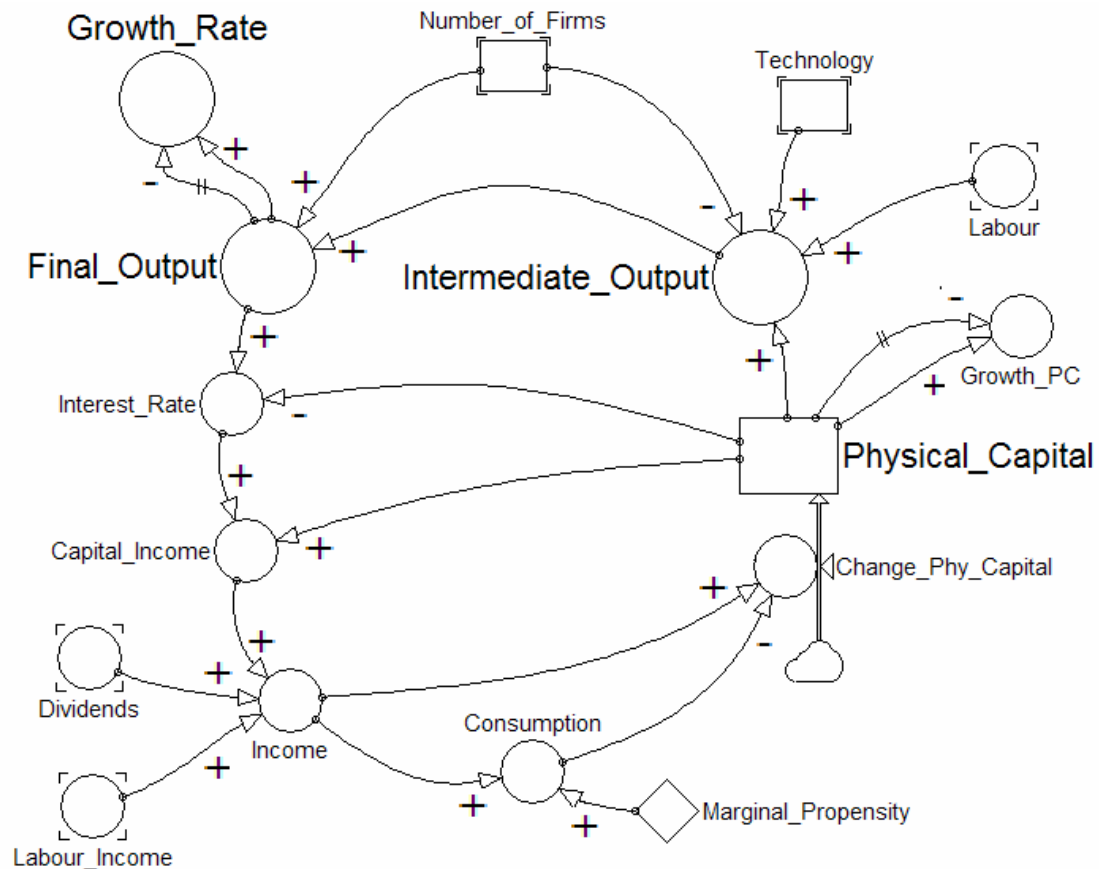 Growth_Rate
Number_of_Firms
Technology
Labour
Final_Output
Intermediate_Output
Interest_Rate
Growth_PC
Physical_Capital
Capital_Income
Change_Phy_Capital
Dividends
Income
Consumption
Marginal_Propensity
Labour_Income
+
-
+
-
+
+
+
+
-
+
+
+
-
+
+
+
+
+
-
+
+
+
+